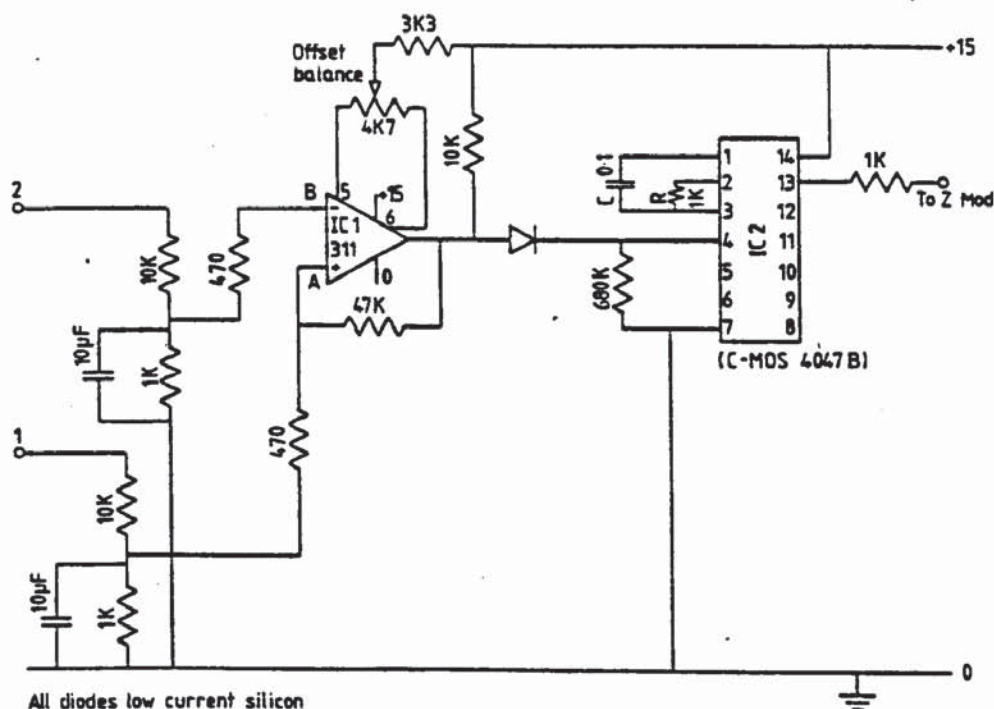 3K3
+15
Offset
balance
4K7
10K
1
14
1K
0·1
C
2
13
R
1K
3
12
To Z Mod
IC2
2
B
5
+15
6
-
IC1
311
+
A
0
4
11
10K
470
47K
680K
5
10
6
9
7
8
10µF
1K
(C-MOS 4047B)
1
470
10K
10µF
1K
0
All diodes low current silicon